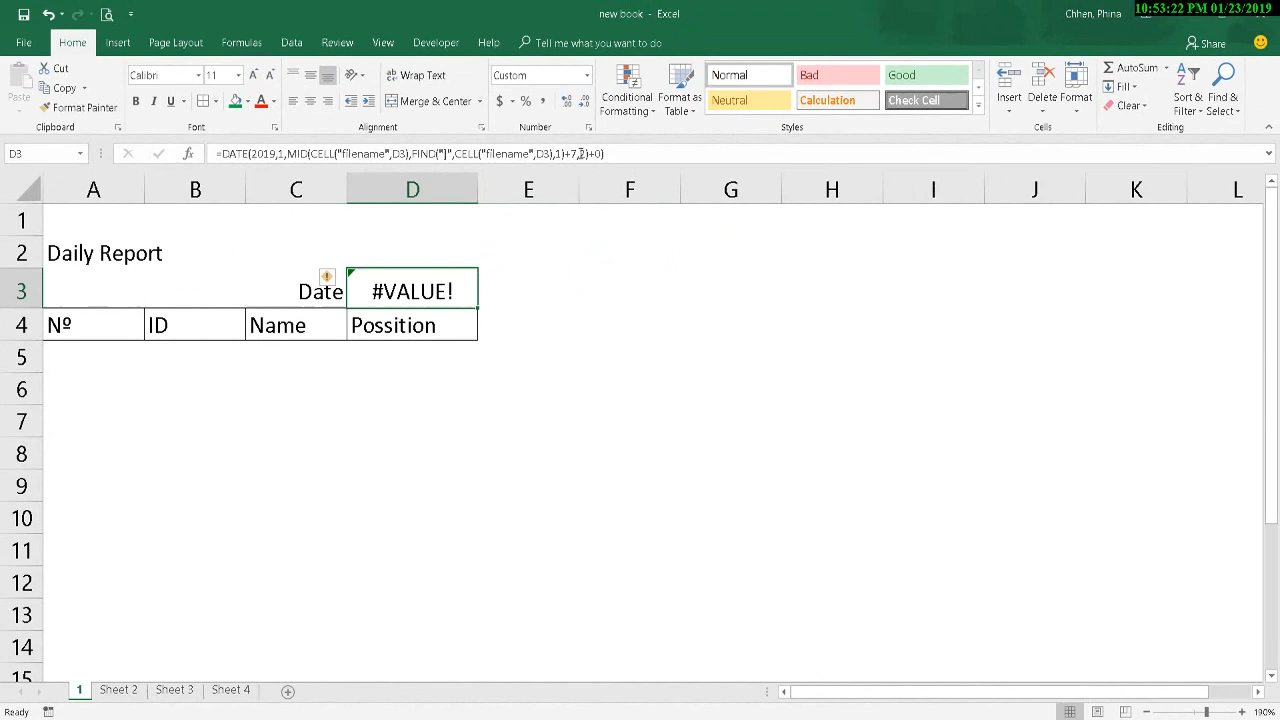 new book - Excel
Chhen, Phina
10:53:22 PM 01/23/2019
File Home Insert Page Layout Formulas Data Review View Developer Help Tell me what you want to do Share
Paste Cut Copy Format Painter
Calibri 11 Wrap Text Custom
B I U A Merge & Center $ % ,
Conditional Formatting Format as Table
Normal Bad Good
Neutral Calculation Check Cell
Insert Delete Format
AutoSum Fill Clear
Sort & Filter Find & Select
Clipboard Font Alignment Number Styles Cells Editing
D3 fx =DATE(2019,1,MID(CELL("filename",D3),FIND("]",CELL("filename",D3),1)+7,2)+0)
A B C D E F G H I J K L
1
2 Daily Report
3 Date #VALUE!
4 Nº ID Name Possition
5
6
7
8
9
10
11
12
13
14
15
1 Sheet 2 Sheet 3 Sheet 4
Ready 190%